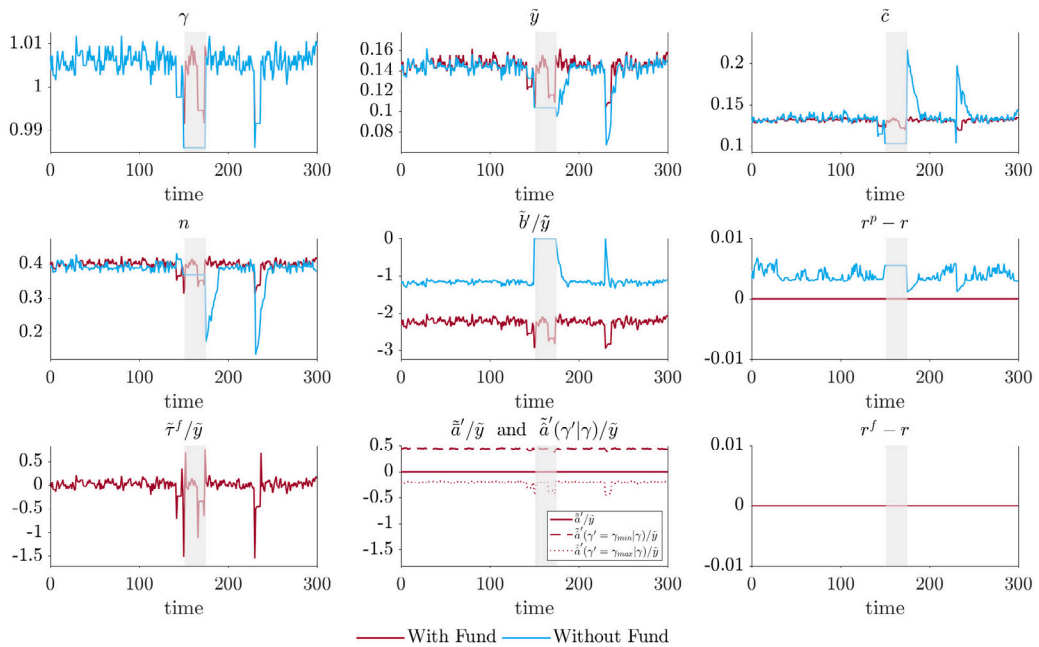 γ ỹ c̃
1.01
1
0.99
0 100 200 300
time
0.16
0.14
0.12
0.1
0.08
0 100 200 300
time
0.2
0.15
0.1
0 100 200 300
time
n b̃′/ỹ rᵖ − r
0.4
0.3
0.2
0 100 200 300
time
0
-1
-2
-3
0 100 200 300
time
0.01
0
-0.01
0 100 200 300
time
τ̃ᶠ/ỹ ā̃′/ỹ and ẫ′(γ′|γ)/ỹ rᶠ − r
0.5
0
-0.5
-1
-1.5
0 100 200 300
time
0.5
0
-0.5
-1
-1.5
ā̃′/ỹ
ẫ′(γ′ = γmin|γ)/ỹ
ẫ′(γ′ = γmax|γ)/ỹ
0 100 200 300
time
0.01
0
-0.01
0 100 200 300
time
With Fund Without Fund